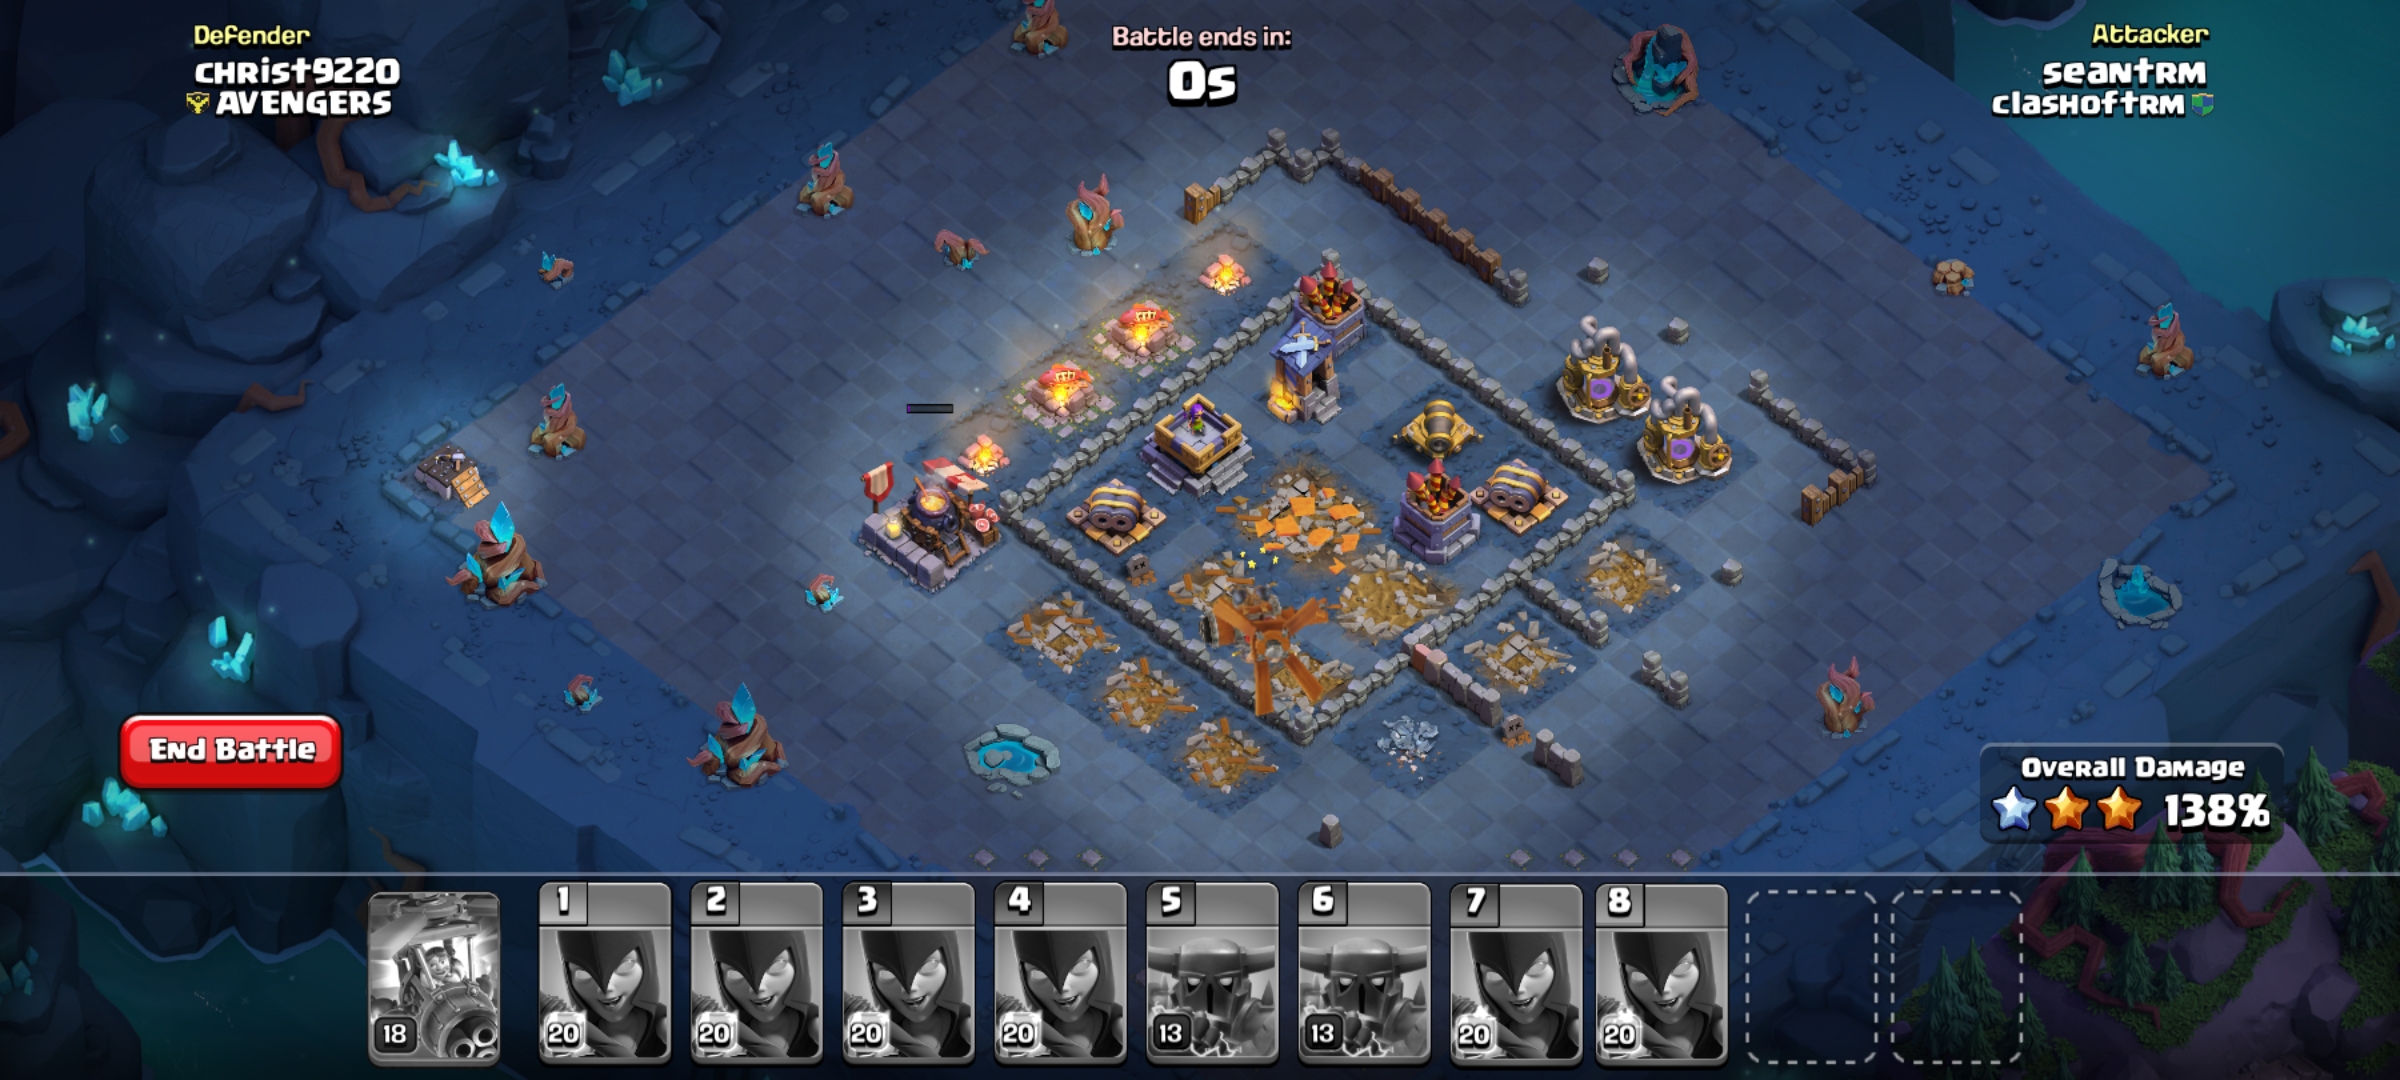 Defender
CHRIST9220
AVENGERS
Battle ends in:
0s
Attacker
seantRM
clasHoftRM
End Battle
Overall Damage
138%
18
1
20
2
20
3
20
4
20
5
13
6
13
7
20
8
20